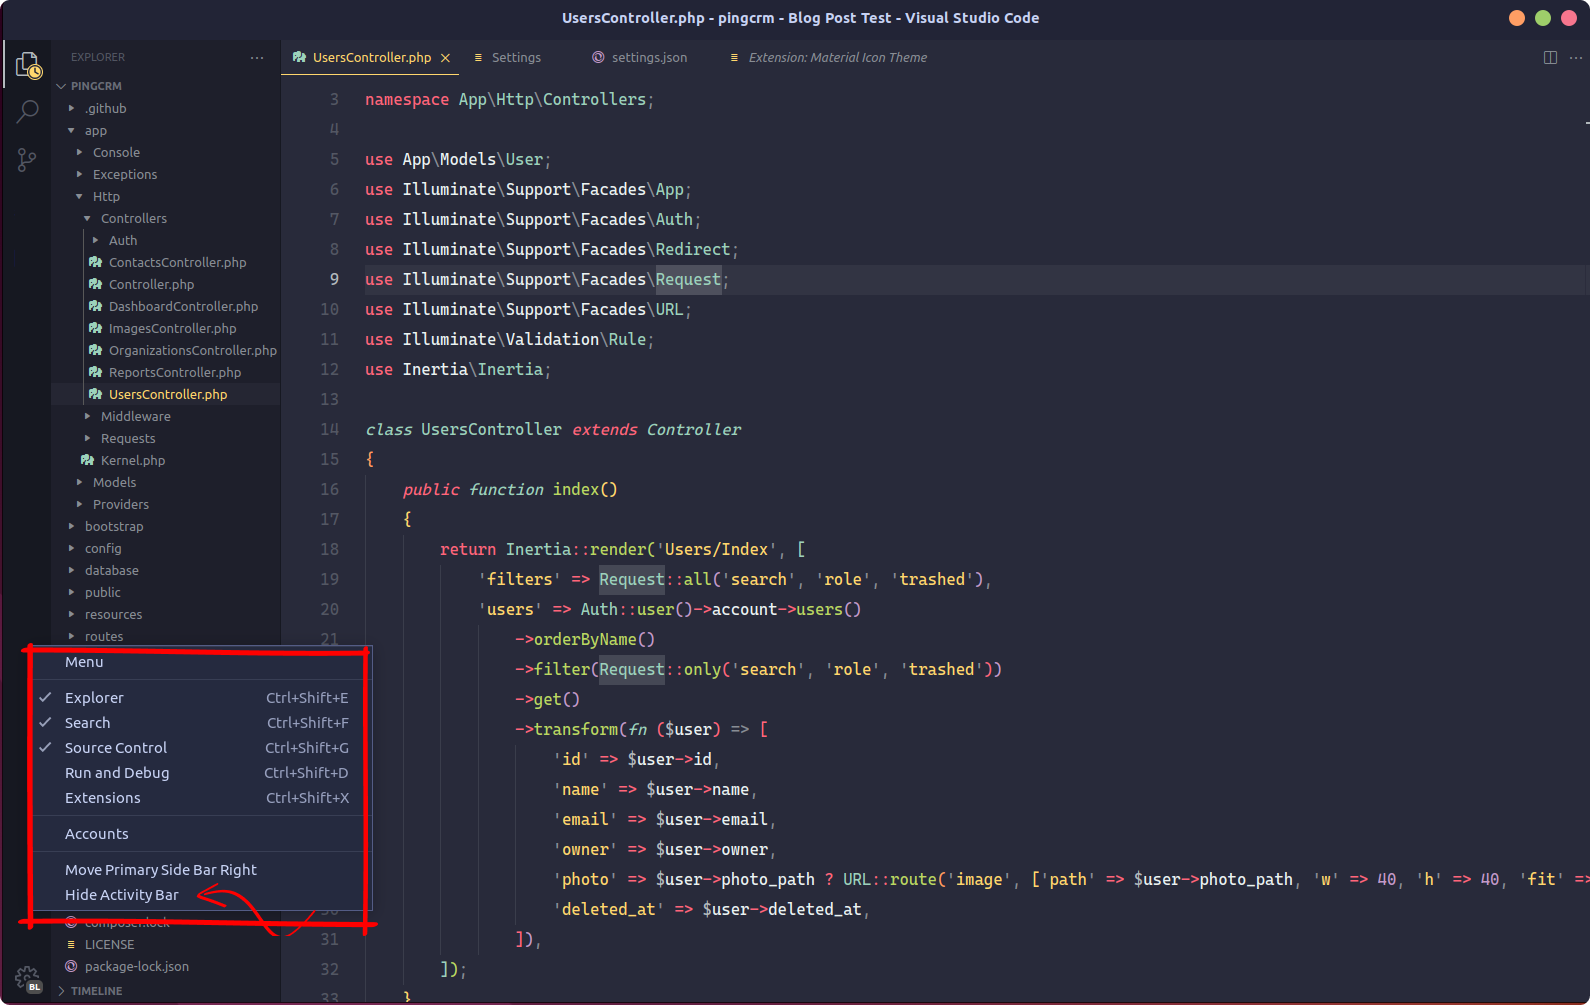 UsersController.php - pingcrm - Blog Post Test - Visual Studio Code
EXPLORER
PINGCRM
.github
app
Console
Exceptions
Http
Controllers
Auth
ContactsController.php
Controller.php
DashboardController.php
ImagesController.php
OrganizationsController.php
ReportsController.php
UsersController.php
Middleware
Requests
Kernel.php
Models
Providers
bootstrap
config
database
public
resources
routes
Menu
Explorer Ctrl+Shift+E
Search Ctrl+Shift+F
Source Control Ctrl+Shift+G
Run and Debug Ctrl+Shift+D
Extensions Ctrl+Shift+X
Accounts
Move Primary Side Bar Right
Hide Activity Bar
composer.lock
LICENSE
package-lock.json
TIMELINE
BL
UsersController.php Settings settings.json Extension: Material Icon Theme
3 namespace App\Http\Controllers;
4
5 use App\Models\User;
6 use Illuminate\Support\Facades\App;
7 use Illuminate\Support\Facades\Auth;
8 use Illuminate\Support\Facades\Redirect;
9 use Illuminate\Support\Facades\Request;
10 use Illuminate\Support\Facades\URL;
11 use Illuminate\Validation\Rule;
12 use Inertia\Inertia;
13
14 class UsersController extends Controller
15 {
16 public function index()
17 {
18 return Inertia::render('Users/Index', [
19 'filters' => Request::all('search', 'role', 'trashed'),
20 'users' => Auth::user()->account->users()
21 ->orderByName()
->filter(Request::only('search', 'role', 'trashed'))
->get()
->transform(fn ($user) => [
'id' => $user->id,
'name' => $user->name,
'email' => $user->email,
'owner' => $user->owner,
'photo' => $user->photo_path ? URL::route('image', ['path' => $user->photo_path, 'w' => 40, 'h' => 40, 'fit' =>
30 'deleted_at' => $user->deleted_at,
31 ]),
32 ]);
33 }